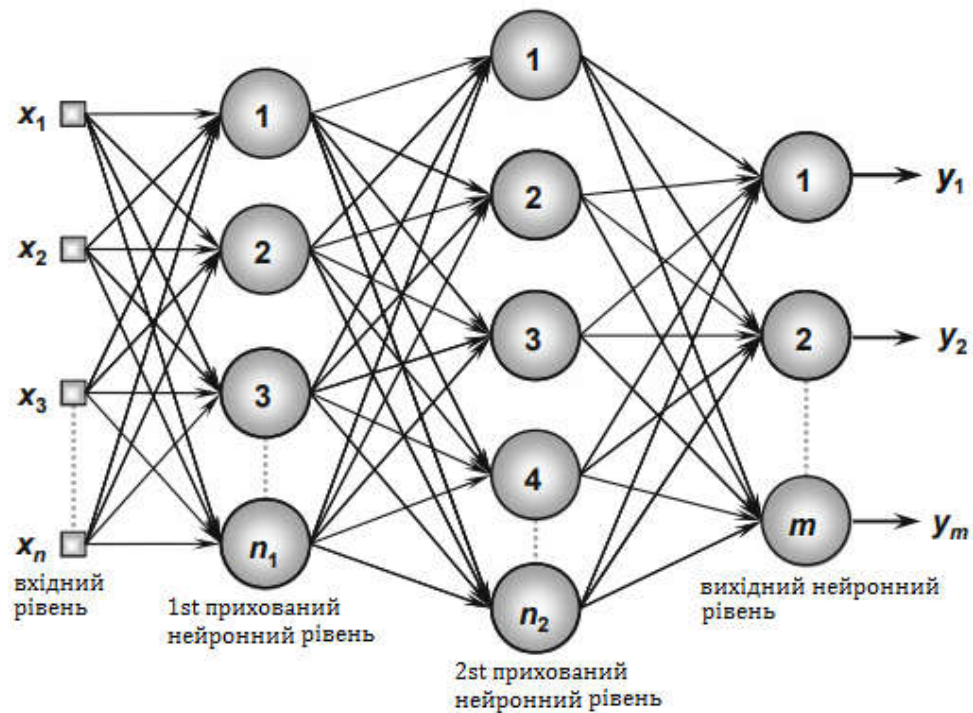 x₁
x₂
x₃
xₙ
вхідний
рівень
1
2
3
n₁
1st прихований
нейронний рівень
1
2
3
4
n₂
2st прихований
нейронний рівень
1
2
m
вихідний нейронний
рівень
y₁
y₂
yₘ